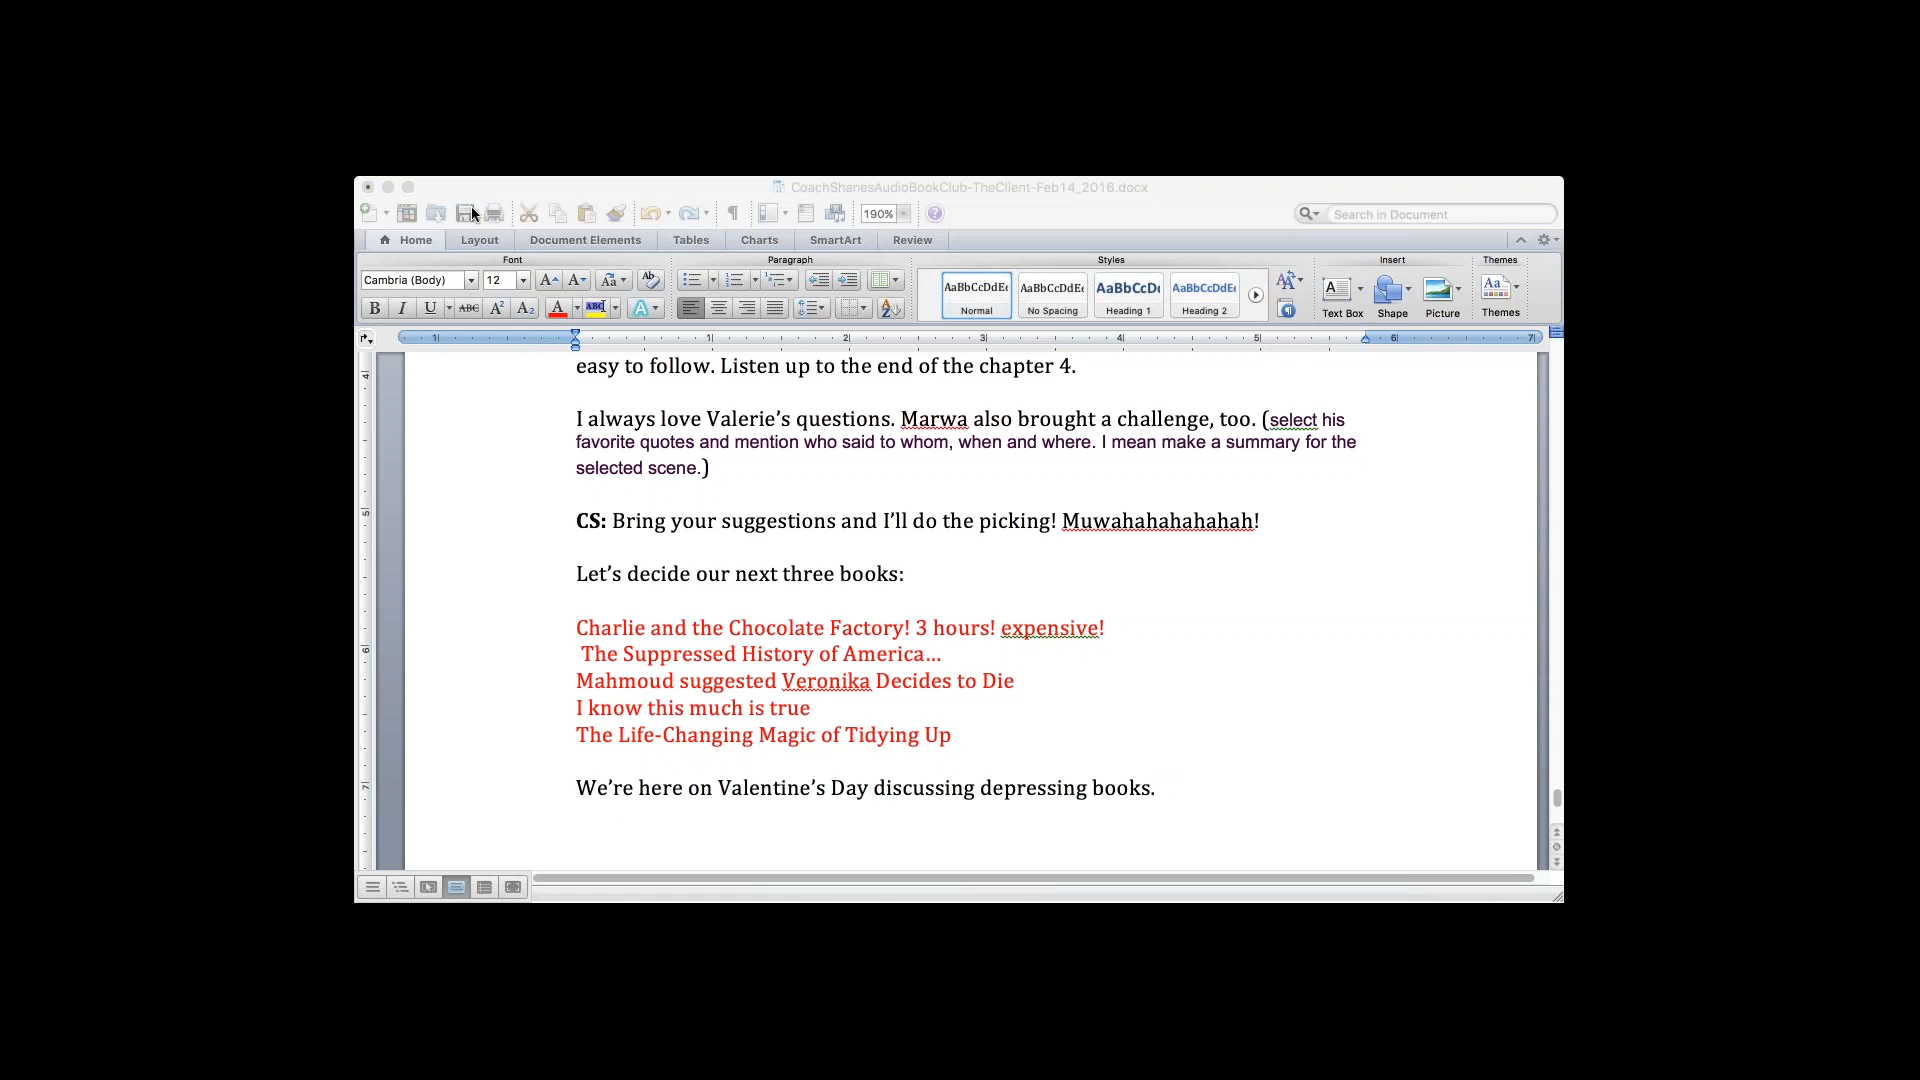 CoachShanesAudioBookClub-TheClient-Feb14_2016.docx
190%
Search in Document
Home Layout Document Elements Tables Charts SmartArt Review
Font Paragraph Styles Insert Themes
Cambria (Body) 12
AaBbCcDdEe AaBbCcDdEe AaBbCcDc AaBbCcDdEe
Normal No Spacing Heading 1 Heading 2 Text Box Shape Picture Themes
easy to follow. Listen up to the end of the chapter 4.
I always love Valerie’s questions. Marwa also brought a challenge, too. (select his
favorite quotes and mention who said to whom, when and where. I mean make a summary for the
selected scene.)
CS: Bring your suggestions and I’ll do the picking! Muwahahahahahah!
Let’s decide our next three books:
Charlie and the Chocolate Factory! 3 hours! expensive!
The Suppressed History of America…
Mahmoud suggested Veronika Decides to Die
I know this much is true
The Life-Changing Magic of Tidying Up
We’re here on Valentine’s Day discussing depressing books.